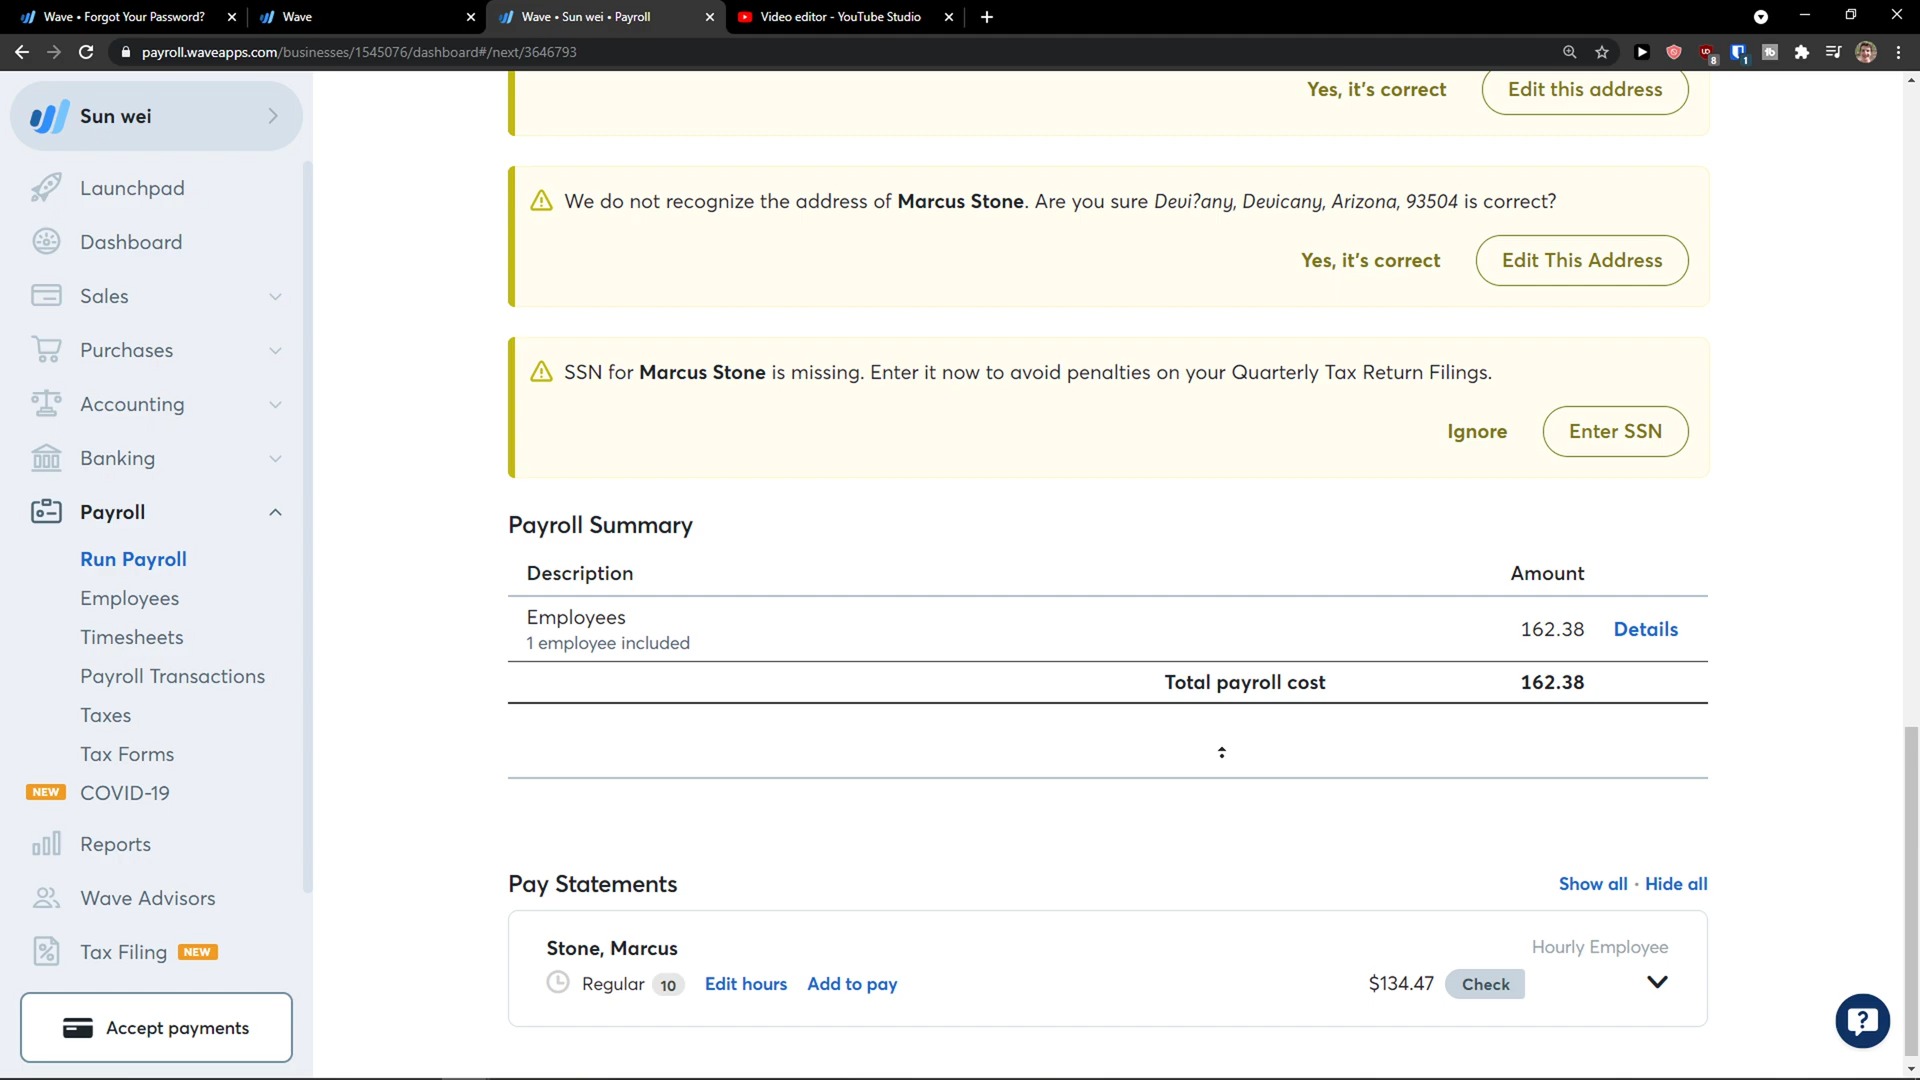 Wave • Forgot Your Password?
Wave
Wave • Sun wei • Payroll
Video editor - YouTube Studio
payroll.waveapps.com/businesses/1545076/dashboard#/next/3646793
8
1
Sun wei
Launchpad
Dashboard
Sales
Purchases
Accounting
Banking
Payroll
Run Payroll
Employees
Timesheets
Payroll Transactions
Taxes
Tax Forms
NEW COVID-19
Reports
Wave Advisors
Tax Filing NEW
Accept payments
Yes, it's correct
Edit this address
We do not recognize the address of Marcus Stone. Are you sure Devi?any, Devicany, Arizona, 93504 is correct?
Yes, it's correct
Edit This Address
SSN for Marcus Stone is missing. Enter it now to avoid penalties on your Quarterly Tax Return Filings.
Ignore
Enter SSN
Payroll Summary
Description Amount
Employees
1 employee included
162.38 Details
Total payroll cost 162.38
Pay Statements
Show all • Hide all
Stone, Marcus
Hourly Employee
Regular 10 Edit hours Add to pay
$134.47 Check
?